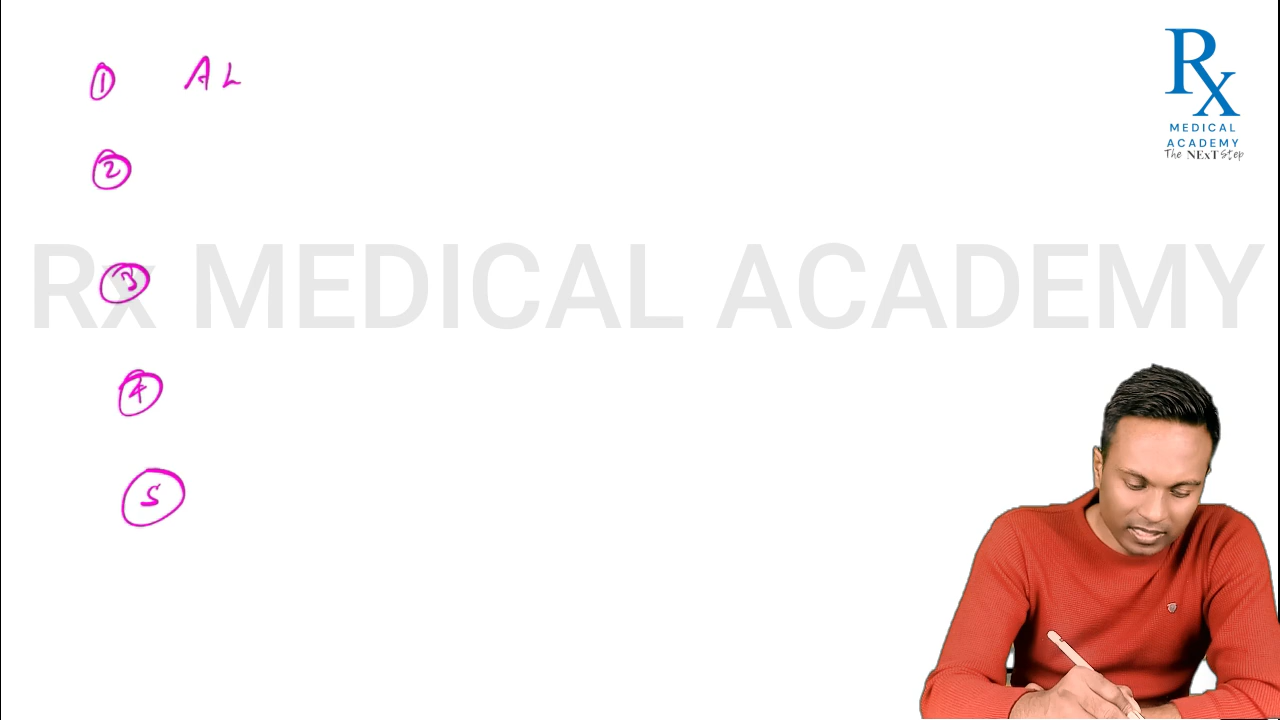 ① AL
②
③
④
⑤
Rx
MEDICAL
ACADEMY
The NExT Step
Rx MEDICAL ACADEMY